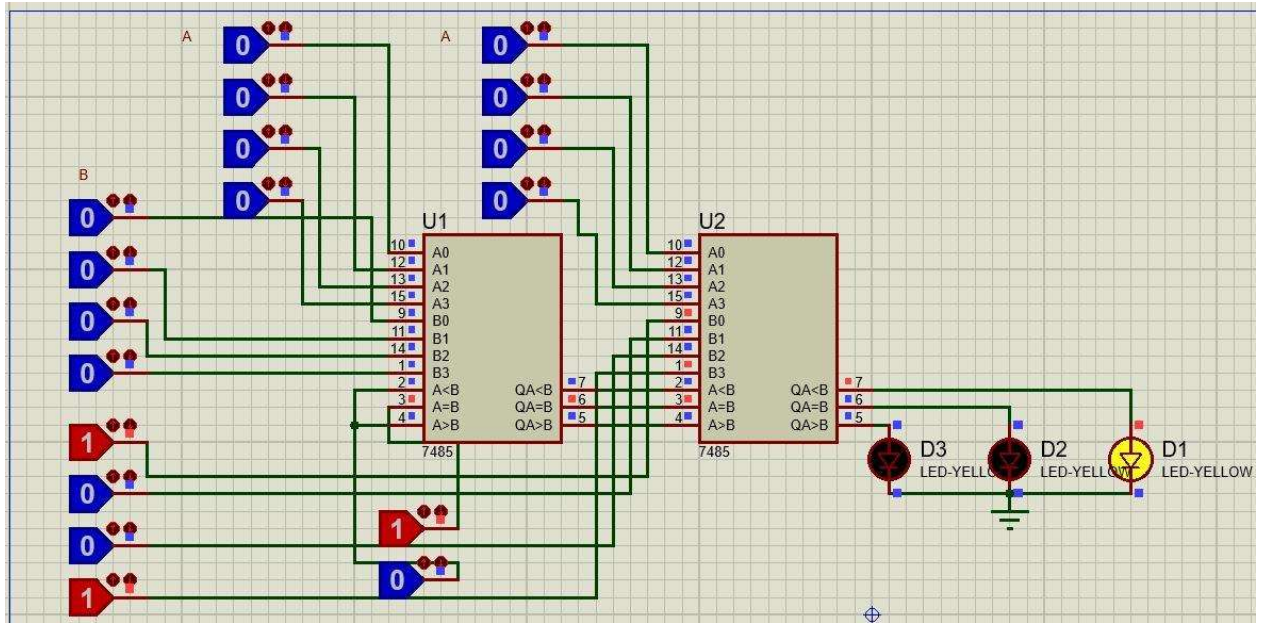 A
A
0
0
0
0
0
0
0
0
B
0
0
0
0
1
0
0
1
1
0
U1
10 A0
12 A1
13 A2
15 A3
9 B0
11 B1
14 B2
1 B3
2 A<B QA<B 7
3 A=B QA=B 6
4 A>B QA>B 5
7485
U2
10 A0
12 A1
13 A2
15 A3
9 B0
11 B1
14 B2
1 B3
2 A<B QA<B 7
3 A=B QA=B 6
4 A>B QA>B 5
7485
D3
LED-YELLO
D2
LED-YELLOW
D1
LED-YELLOW